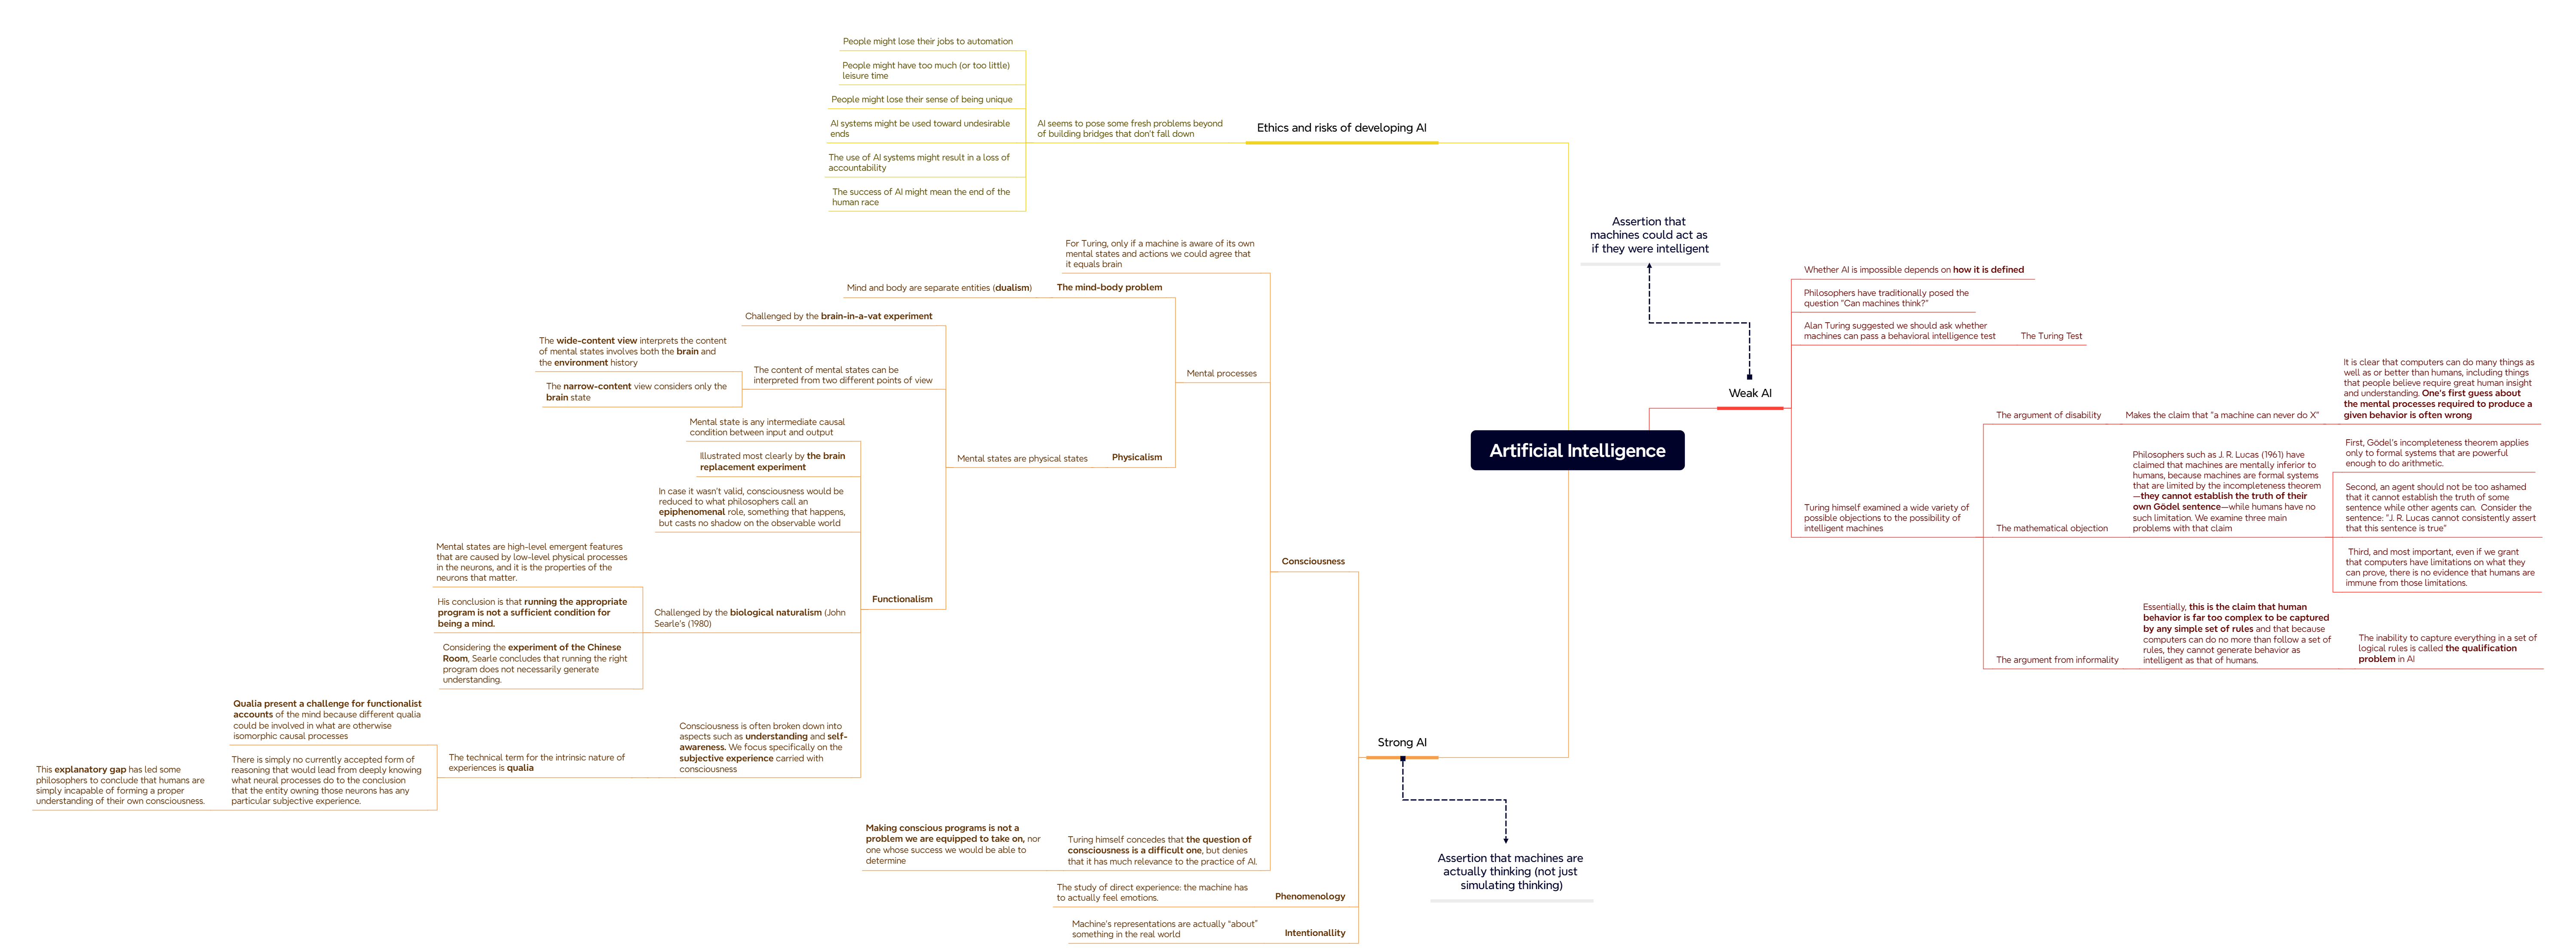 People might lose their jobs to automation
People might have too much (or too little)
leisure time
People might lose their sense of being unique
AI systems might be used toward undesirable
ends
The use of AI systems might result in a loss of
accountability
The success of AI might mean the end of the
human race
AI seems to pose some fresh problems beyond
of building bridges that don't fall down
Ethics and risks of developing AI
Artificial Intelligence
Assertion that
machines could act as
if they were intelligent
Weak AI
Whether AI is impossible depends on how it is defined
Philosophers have traditionally posed the
question "Can machines think?"
Alan Turing suggested we should ask whether
machines can pass a behavioral intelligence test
The Turing Test
Turing himself examined a wide variety of
possible objections to the possibility of
intelligent machines
The argument of disability
Makes the claim that "a machine can never do X"
It is clear that computers can do many things as
well as or better than humans, including things
that people believe require great human insight
and understanding. One's first guess about
the mental processes required to produce a
given behavior is often wrong
The mathematical objection
Philosophers such as J. R. Lucas (1961) have
claimed that machines are mentally inferior to
humans, because machines are formal systems
that are limited by the incompleteness theorem
—they cannot establish the truth of their
own Gödel sentence—while humans have no
such limitation. We examine three main
problems with that claim
First, Gödel's incompleteness theorem applies
only to formal systems that are powerful
enough to do arithmetic.
Second, an agent should not be too ashamed
that it cannot establish the truth of some
sentence while other agents can. Consider the
sentence: "J. R. Lucas cannot consistently assert
that this sentence is true"
Third, and most important, even if we grant
that computers have limitations on what they
can prove, there is no evidence that humans are
immune from those limitations.
The argument from informality
Essentially, this is the claim that human
behavior is far too complex to be captured
by any simple set of rules and that because
computers can do no more than follow a set of
rules, they cannot generate behavior as
intelligent as that of humans.
The inability to capture everything in a set of
logical rules is called the qualification
problem in AI
Strong AI
Assertion that machines are
actually thinking (not just
simulating thinking)
Consciousness
For Turing, only if a machine is aware of its own
mental states and actions we could agree that
it equals brain
Mental processes
The mind-body problem
Mind and body are separate entities (dualism)
Physicalism
Mental states are physical states
Challenged by the brain-in-a-vat experiment
The content of mental states can be
interpreted from two different points of view
The wide-content view interprets the content
of mental states involves both the brain and
the environment history
The narrow-content view considers only the
brain state
Functionalism
Mental state is any intermediate causal
condition between input and output
Illustrated most clearly by the brain
replacement experiment
In case it wasn't valid, consciousness would be
reduced to what philosophers call an
epiphenomenal role, something that happens,
but casts no shadow on the observable world
Challenged by the biological naturalism (John
Searle's (1980)
Mental states are high-level emergent features
that are caused by low-level physical processes
in the neurons, and it is the properties of the
neurons that matter.
His conclusion is that running the appropriate
program is not a sufficient condition for
being a mind.
Considering the experiment of the Chinese
Room, Searle concludes that running the right
program does not necessarily generate
understanding.
Consciousness is often broken down into
aspects such as understanding and self-
awareness. We focus specifically on the
subjective experience carried with
consciousness
The technical term for the intrinsic nature of
experiences is qualia
Qualia present a challenge for functionalist
accounts of the mind because different qualia
could be involved in what are otherwise
isomorphic causal processes
There is simply no currently accepted form of
reasoning that would lead from deeply knowing
what neural processes do to the conclusion
that the entity owning those neurons has any
particular subjective experience.
This explanatory gap has led some
philosophers to conclude that humans are
simply incapable of forming a proper
understanding of their own consciousness.
Turing himself concedes that the question of
consciousness is a difficult one, but denies
that it has much relevance to the practice of AI.
Making conscious programs is not a
problem we are equipped to take on, nor
one whose success we would be able to
determine
Phenomenology
The study of direct experience: the machine has
to actually feel emotions.
Intentionallity
Machine's representations are actually "about"
something in the real world